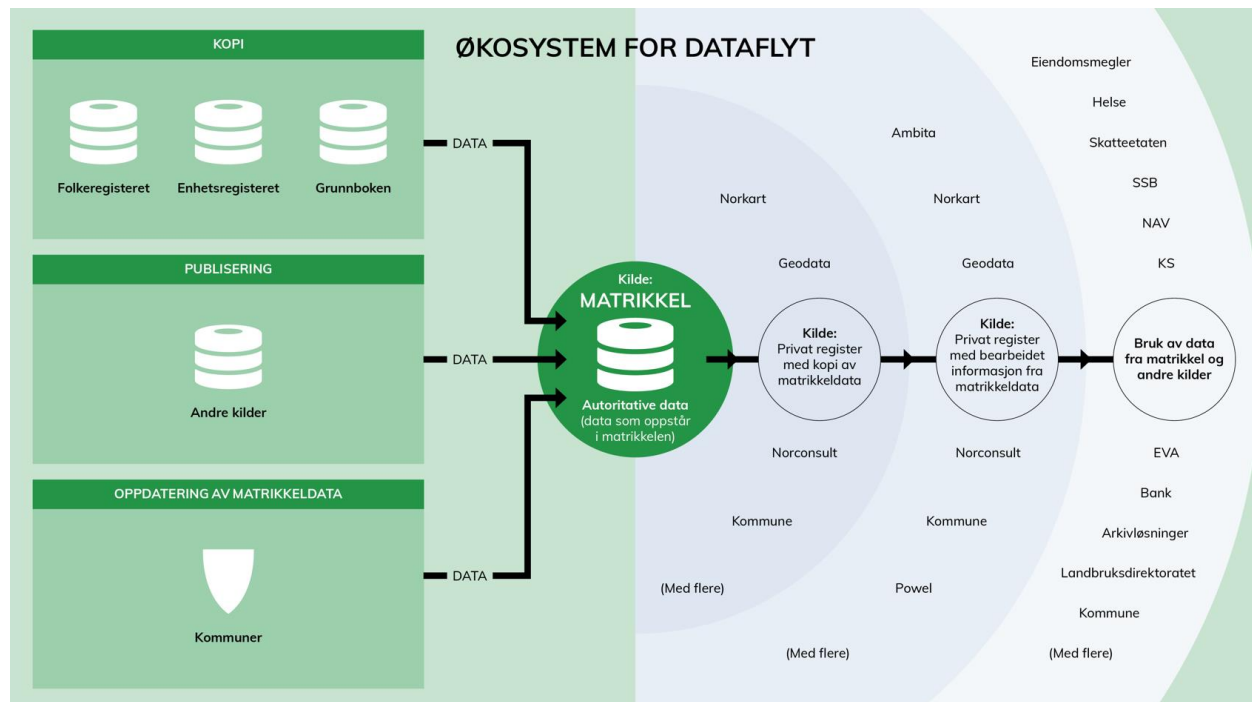 ØKOSYSTEM FOR DATAFLYT
KOPI
Folkeregisteret
Enhetsregisteret
Grunnboken
DATA
PUBLISERING
Andre kilder
DATA
OPPDATERING AV MATRIKKELDATA
Kommuner
DATA
Kilde:
MATRIKKEL
Autoritative data
(data som oppstår
i matrikkelen)
Norkart
Geodata
Kilde:
Privat register
med kopi av
matrikkeldata
Norconsult
Kommune
(Med flere)
Ambita
Norkart
Geodata
Kilde:
Privat register
med bearbeidet
informasjon fra
matrikkeldata
Norconsult
Kommune
Powel
(Med flere)
Eiendomsmegler
Helse
Skatteetaten
SSB
NAV
KS
Bruk av data
fra matrikkel og
andre kilder
EVA
Bank
Arkivløsninger
Landbruksdirektoratet
Kommune
(Med flere)